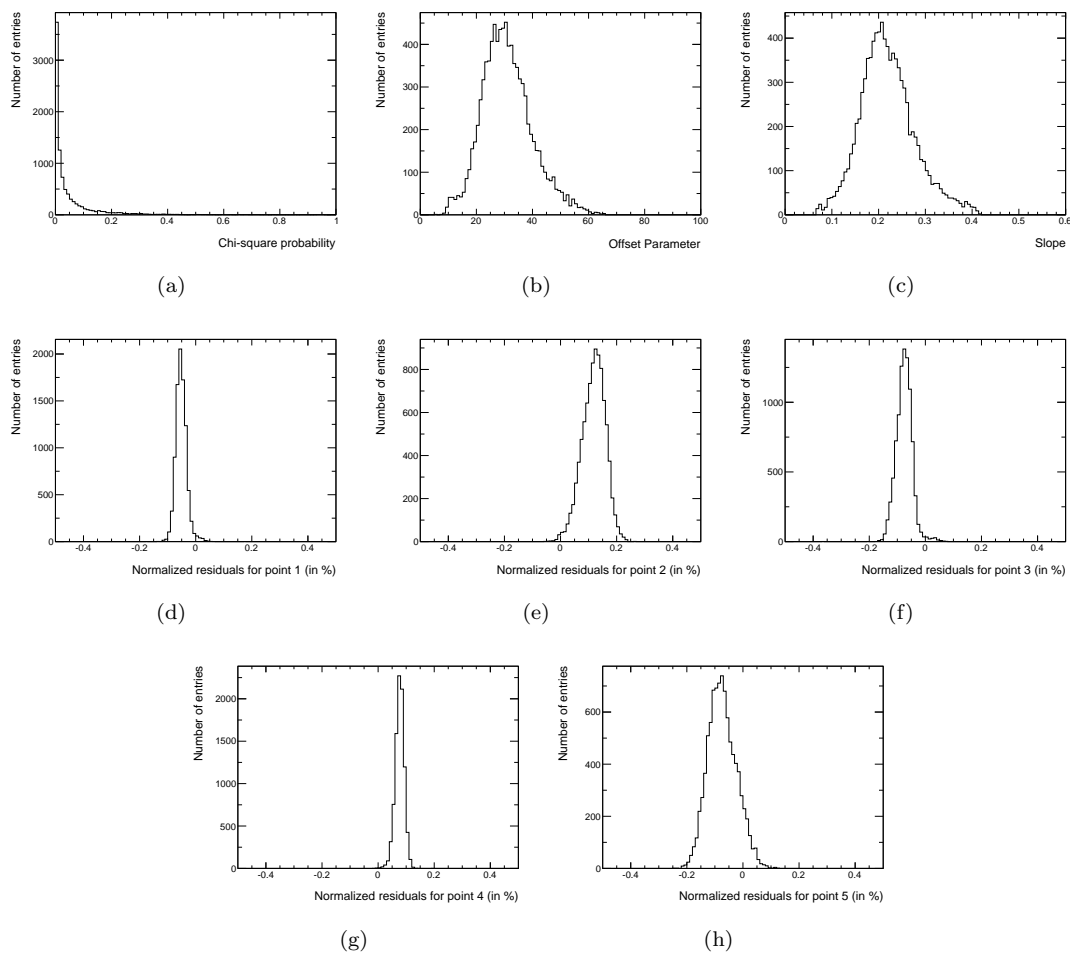 Number of entries
3000
2000
1000
0
0 0.2 0.4 0.6 0.8 1
Chi-square probability
(a)
Number of entries
400
300
200
100
0
0 20 40 60 80 100
Offset Parameter
(b)
Number of entries
450
400
350
300
250
200
150
100
50
0
0 0.1 0.2 0.3 0.4 0.5 0.6
Slope
(c)
Number of entries
2000
1500
1000
500
0
-0.4 -0.2 0 0.2 0.4
Normalized residuals for point 1 (in %)
(d)
Number of entries
800
600
400
200
0
-0.4 -0.2 0 0.2 0.4
Normalized residuals for point 2 (in %)
(e)
Number of entries
1000
500
0
-0.4 -0.2 0 0.2 0.4
Normalized residuals for point 3 (in %)
(f)
Number of entries
2000
1500
1000
500
0
-0.4 -0.2 0 0.2 0.4
Normalized residuals for point 4 (in %)
(g)
Number of entries
600
400
200
0
-0.4 -0.2 0 0.2 0.4
Normalized residuals for point 5 (in %)
(h)